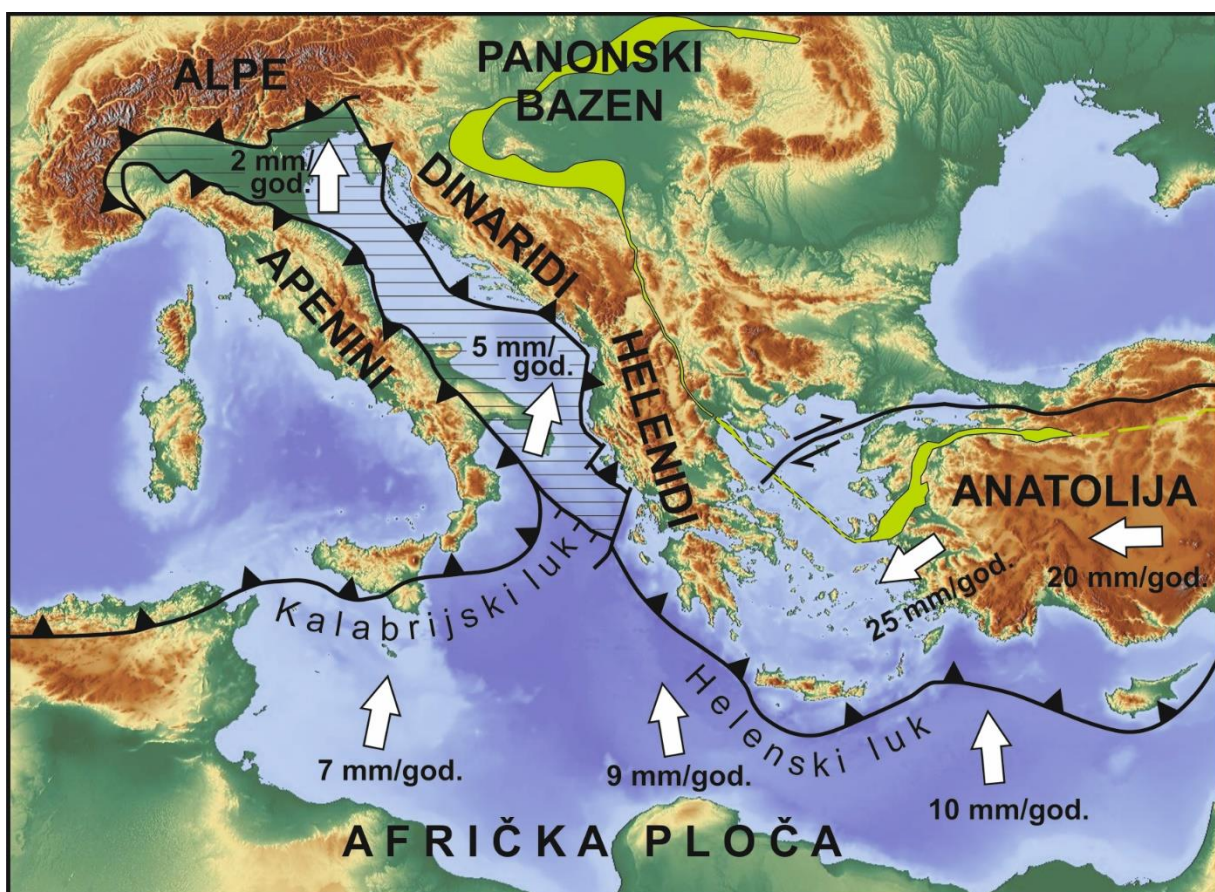 ALPE
PANONSKI
BAZEN
2 mm/
god.
DINARIDI
APENINI
5 mm/
god.
HELENIDI
ANATOLIJA
20 mm/god.
25 mm/god.
Kalabrijski luk
Helenski luk
7 mm/god.
9 mm/god.
10 mm/god.
AFRIČKA PLOČA